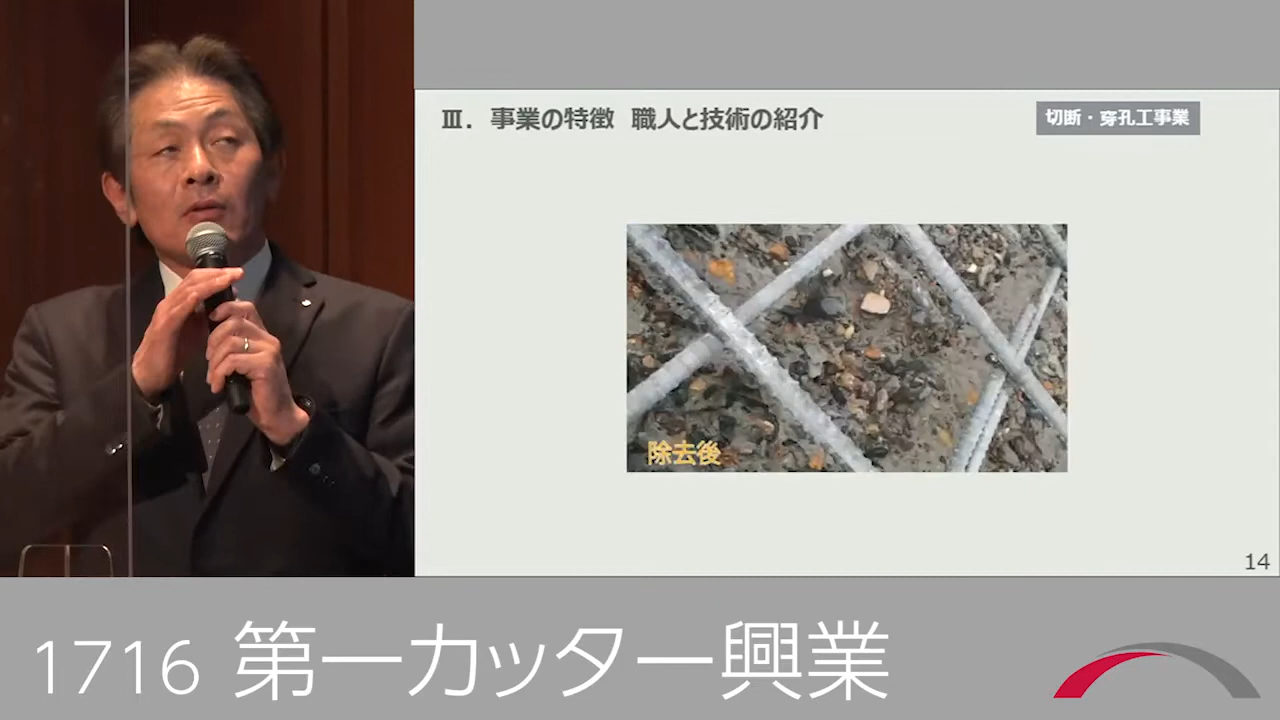 Ⅲ. 事業の特徴 職人と技術の紹介
切断・穿孔工事業
除去後
14
1716 第一カッター興業